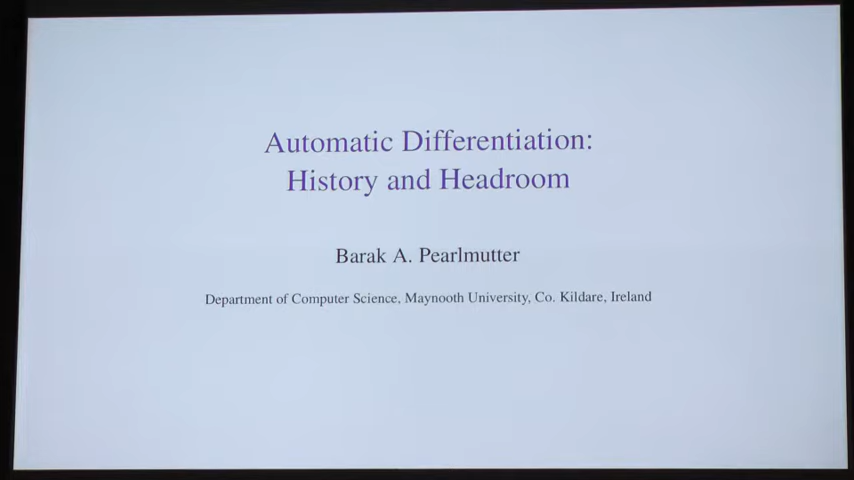 Automatic Differentiation:
History and Headroom
Barak A. Pearlmutter
Department of Computer Science, Maynooth University, Co. Kildare, Ireland